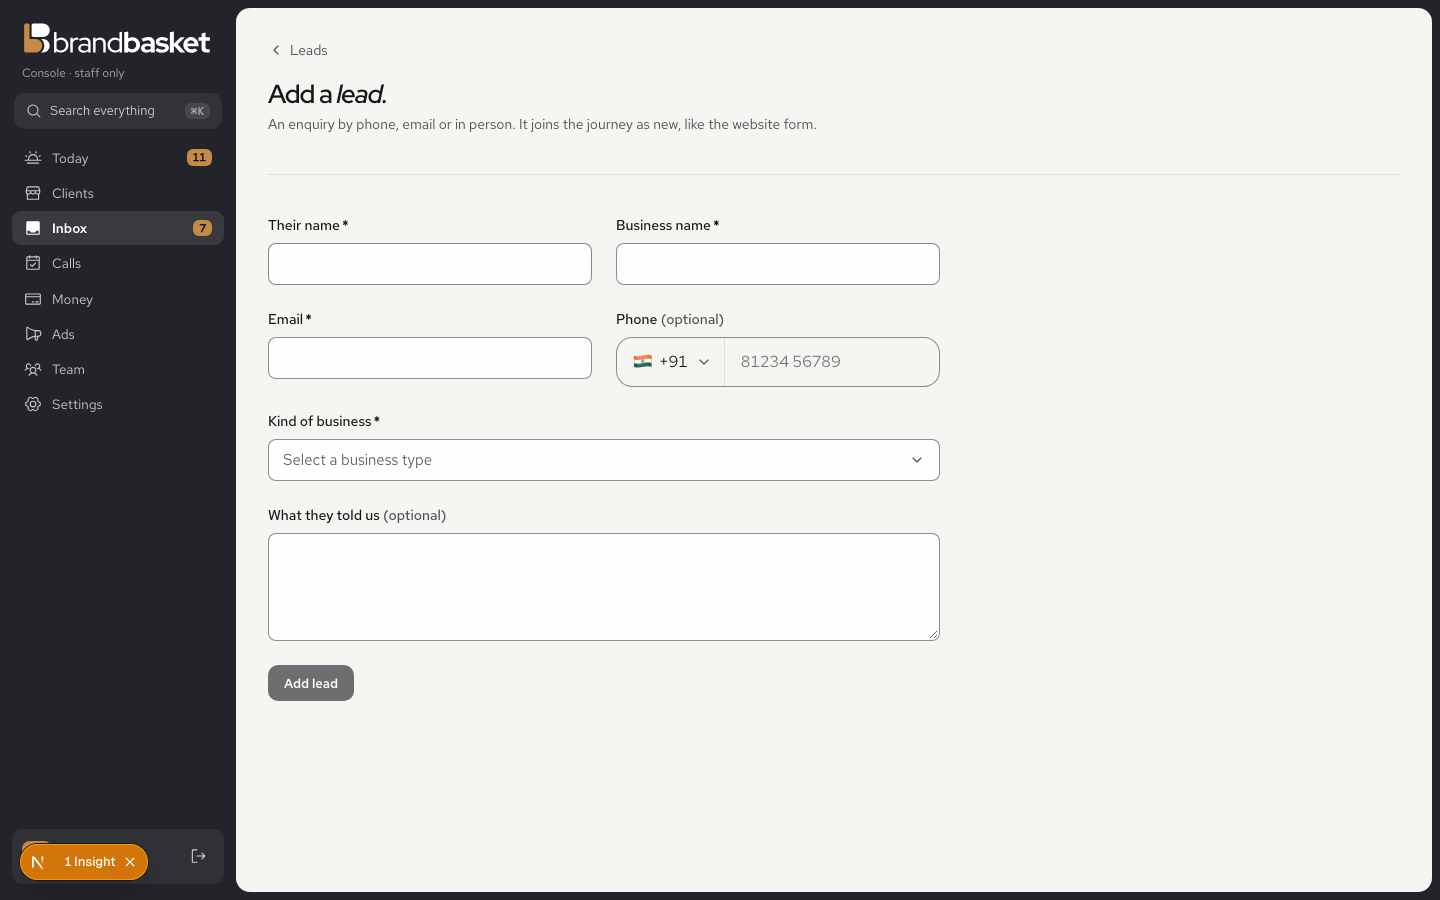 brandbasket
Console · staff only
Search everything ⌘K
Today 11
Clients
Inbox 7
Calls
Money
Ads
Team
Settings
1 Insight
Leads
Add a lead.
An enquiry by phone, email or in person. It joins the journey as new, like the website form.
Their name*
Business name*
Email*
Phone (optional)
+91 81234 56789
Kind of business*
Select a business type
What they told us (optional)
Add lead